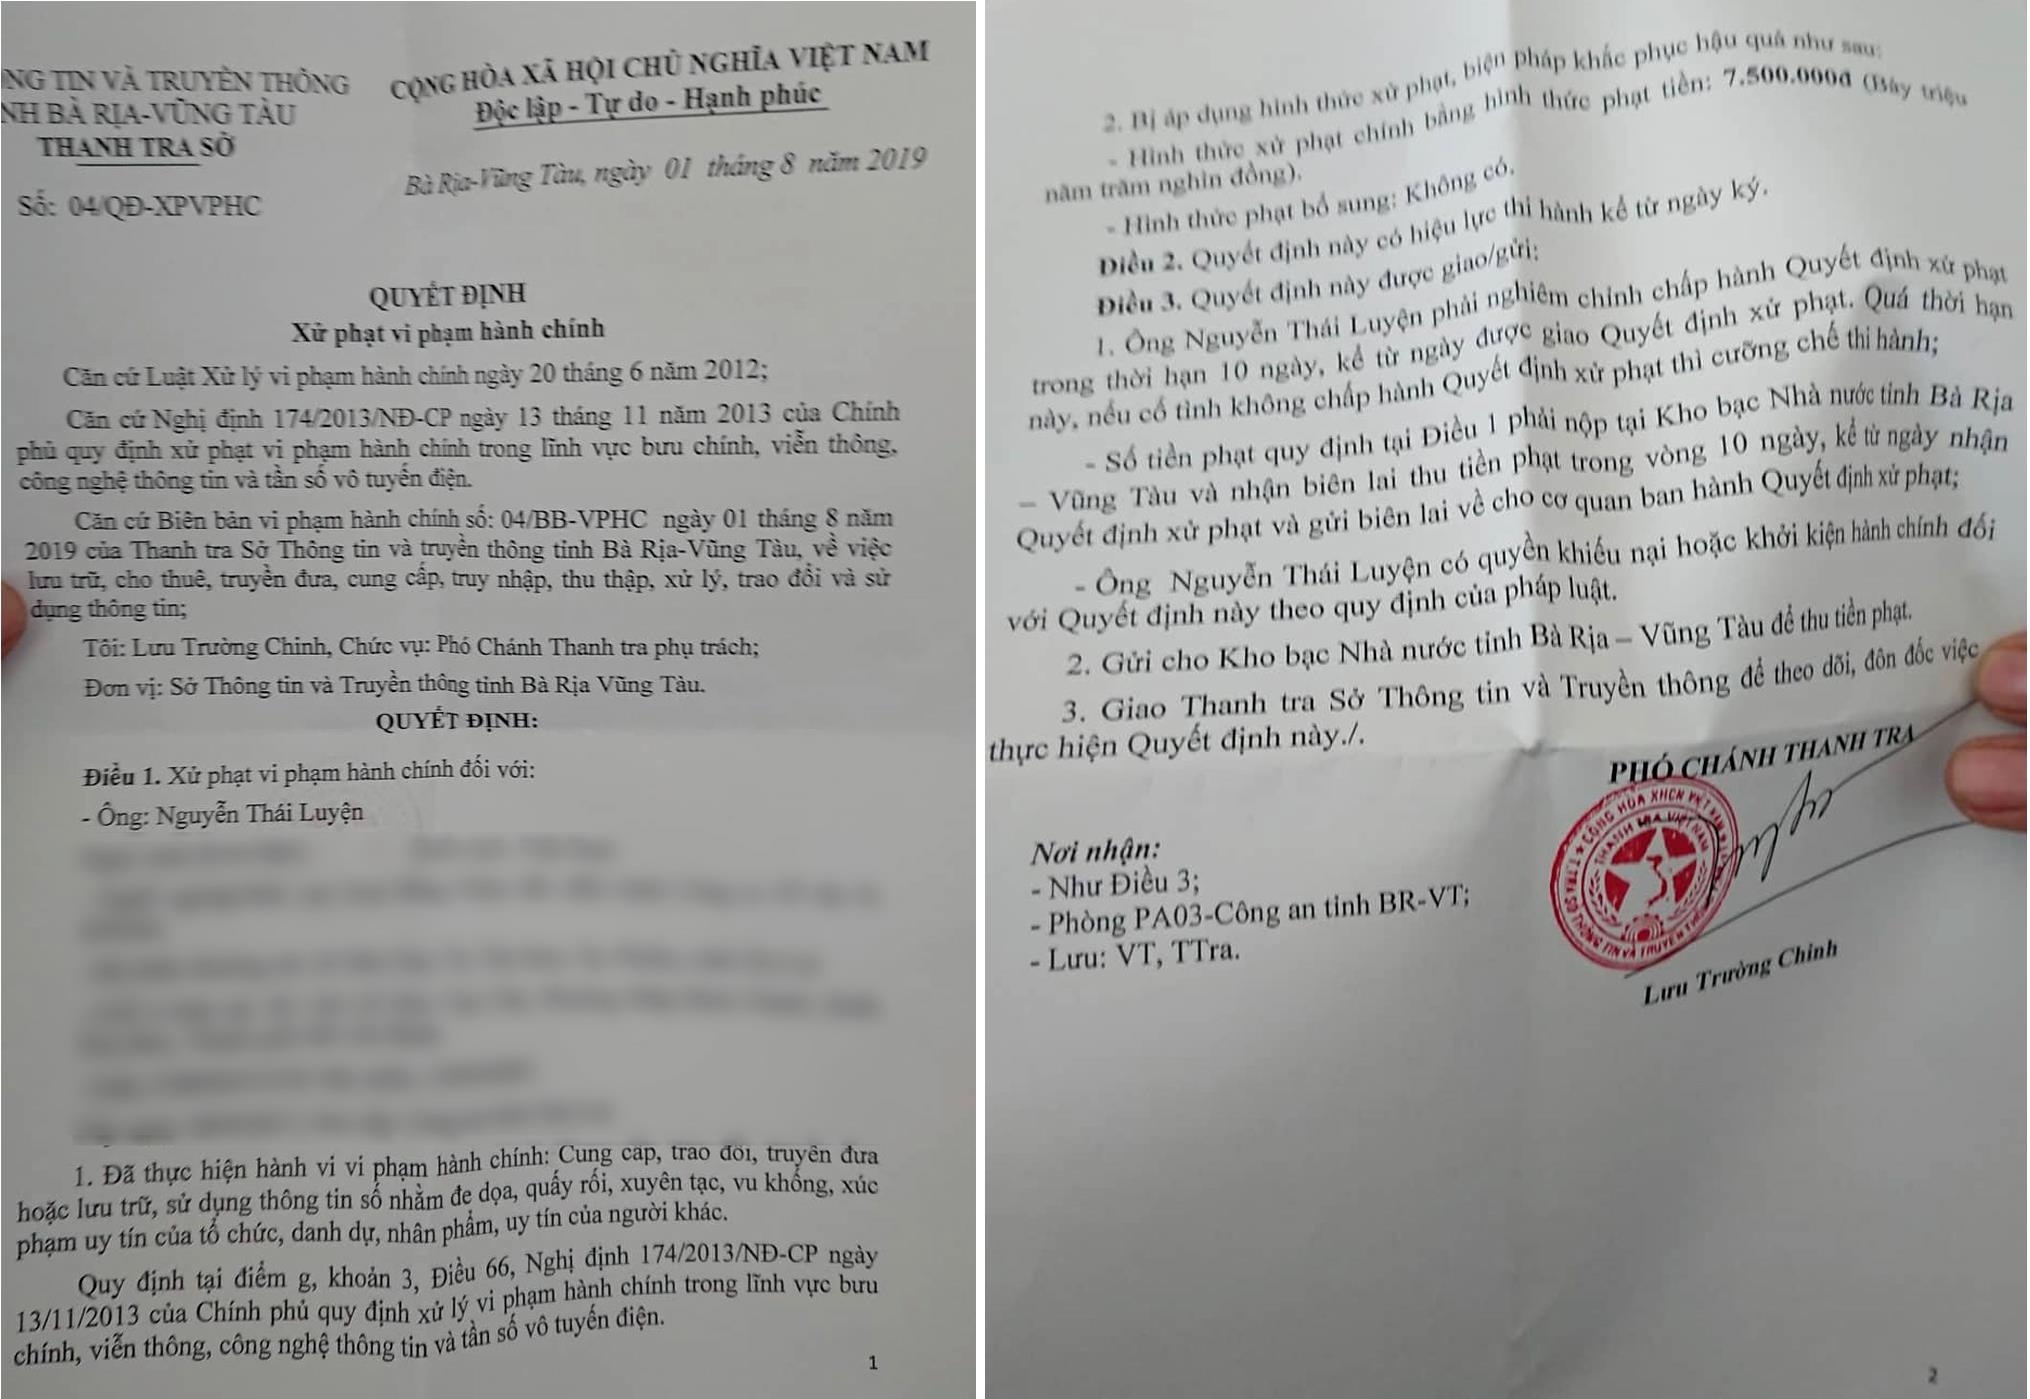 NG TIN VÀ TRUYỀN THÔNG
NH BÀ RỊA-VŨNG TÀU
THANH TRA SỞ
Số: 04/QĐ-XPVPHC
CỘNG HÒA XÃ HỘI CHỦ NGHĨA VIỆT NAM
Độc lập - Tự do - Hạnh phúc
Bà Rịa-Vũng Tàu, ngày 01 tháng 8 năm 2019
QUYẾT ĐỊNH
Xử phạt vi phạm hành chính
Căn cứ Luật Xử lý vi phạm hành chính ngày 20 tháng 6 năm 2012;
Căn cứ Nghị định 174/2013/NĐ-CP ngày 13 tháng 11 năm 2013 của Chính
phủ quy định xử phạt vi phạm hành chính trong lĩnh vực bưu chính, viễn thông,
công nghệ thông tin và tần số vô tuyến điện.
Căn cứ Biên bản vi phạm hành chính số: 04/BB-VPHC ngày 01 tháng 8 năm
2019 của Thanh tra Sở Thông tin và truyền thông tỉnh Bà Rịa-Vũng Tàu, về việc
lưu trữ, cho thuê, truyền đưa, cung cấp, truy nhập, thu thập, xử lý, trao đổi và sử
dụng thông tin;
Tôi: Lưu Trường Chinh, Chức vụ: Phó Chánh Thanh tra phụ trách;
Đơn vị: Sở Thông tin và Truyền thông tỉnh Bà Rịa Vũng Tàu.
QUYẾT ĐỊNH:
Điều 1. Xử phạt vi phạm hành chính đối với:
- Ông: Nguyễn Thái Luyện
1. Đã thực hiện hành vi vi phạm hành chính: Cung cấp, trao đổi, truyền đưa
hoặc lưu trữ, sử dụng thông tin số nhằm đe dọa, quấy rối, xuyên tạc, vu khống, xúc
phạm uy tín của tổ chức, danh dự, nhân phẩm, uy tín của người khác.
Quy định tại điểm g, khoản 3, Điều 66, Nghị định 174/2013/NĐ-CP ngày
13/11/2013 của Chính phủ quy định xử lý vi phạm hành chính trong lĩnh vực bưu
chính, viễn thông, công nghệ thông tin và tần số vô tuyến điện.
1
2. Bị áp dụng hình thức xử phạt, biện pháp khắc phục hậu quả như sau:
- Hình thức xử phạt chính bằng hình thức phạt tiền: 7.500.000đ (Bảy triệu
năm trăm nghìn đồng).
- Hình thức phạt bổ sung: Không có.
Điều 2. Quyết định này có hiệu lực thi hành kể từ ngày ký.
Điều 3. Quyết định này được giao/gửi:
1. Ông Nguyễn Thái Luyện phải nghiêm chỉnh chấp hành Quyết định xử phạt
trong thời hạn 10 ngày, kể từ ngày được giao Quyết định xử phạt. Quá thời hạn
này, nếu cố tình không chấp hành Quyết định xử phạt thì cưỡng chế thi hành;
- Số tiền phạt quy định tại Điều 1 phải nộp tại Kho bạc Nhà nước tỉnh Bà Rịa
– Vũng Tàu và nhận biên lai thu tiền phạt trong vòng 10 ngày, kể từ ngày nhận
Quyết định xử phạt và gửi biên lai về cho cơ quan ban hành Quyết định xử phạt;
- Ông Nguyễn Thái Luyện có quyền khiếu nại hoặc khởi kiện hành chính đối
với Quyết định này theo quy định của pháp luật.
2. Gửi cho Kho bạc Nhà nước tỉnh Bà Rịa – Vũng Tàu để thu tiền phạt.
3. Giao Thanh tra Sở Thông tin và Truyền thông để theo dõi, đôn đốc việc
thực hiện Quyết định này./.
PHÓ CHÁNH THANH TRA
Nơi nhận:
- Như Điều 3;
- Phòng PA03-Công an tỉnh BR-VT;
- Lưu: VT, TTra.
CỘNG HÒA XHCN VIỆT NAM
THANH TRA VIỆT NAM
SỞ THÔNG TIN VÀ TRUYỀN
Lưu Trường Chinh
2